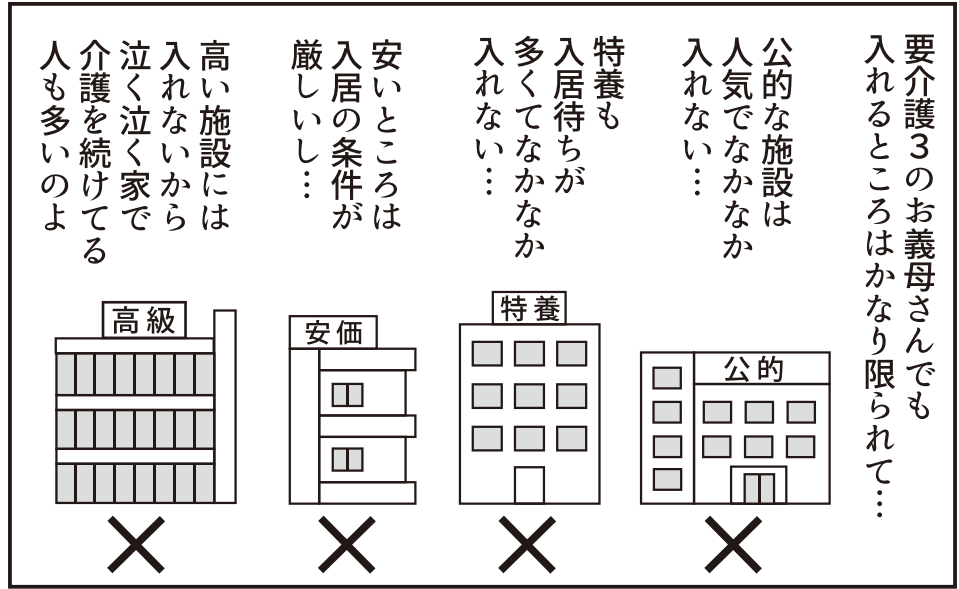 要介護３のお義母さんでも
入れるところはかなり限られて…
公的な施設は
人気でなかなか
入れない…
特養も
入居待ちが
多くてなかなか
入れない…
安いところは
入居の条件が
厳しいし…
高い施設には
入れないから
泣く泣く家で
介護を続けてる
人も多いのよ
公的
特養
安価
高級